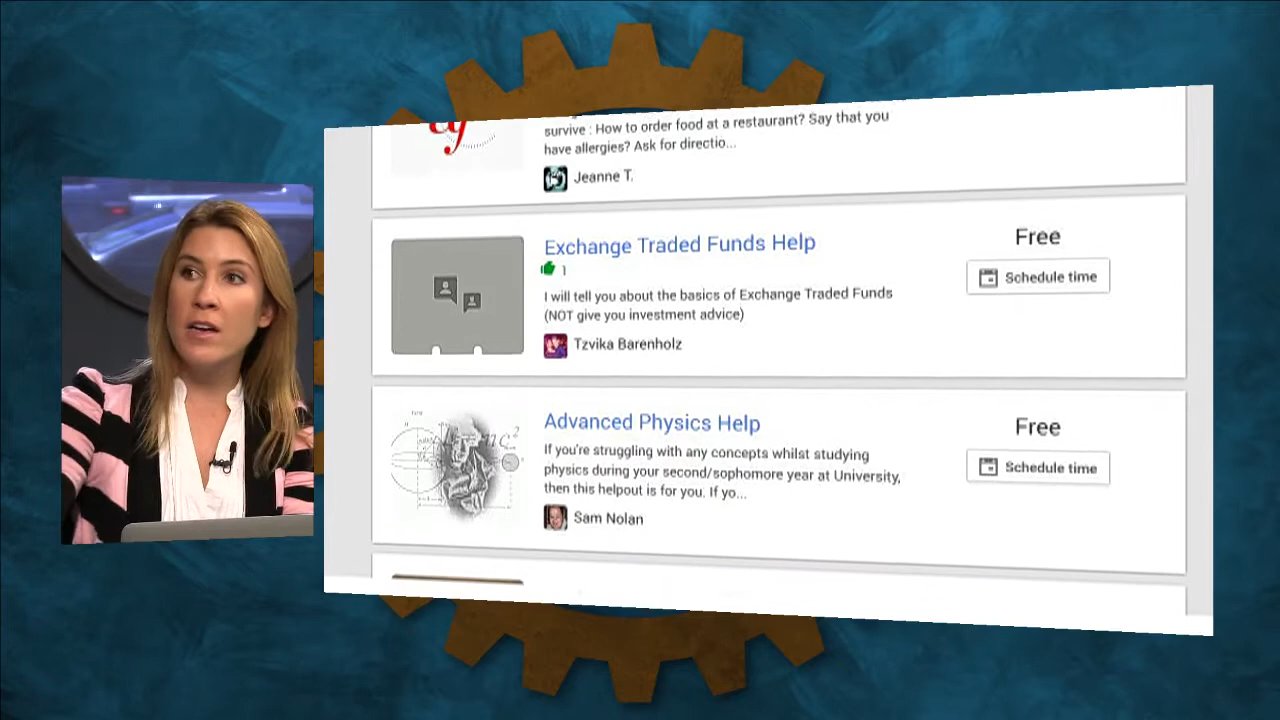 survive : How to order food at a restaurant? Say that you
have allergies? Ask for directio...
Jeanne T.
Exchange Traded Funds Help
Free
1
Schedule time
I will tell you about the basics of Exchange Traded Funds
(NOT give you investment advice)
Tzvika Barenholz
Advanced Physics Help
Free
If you're struggling with any concepts whilst studying
Schedule time
physics during your second/sophomore year at University,
then this helpout is for you. If yo...
Sam Nolan